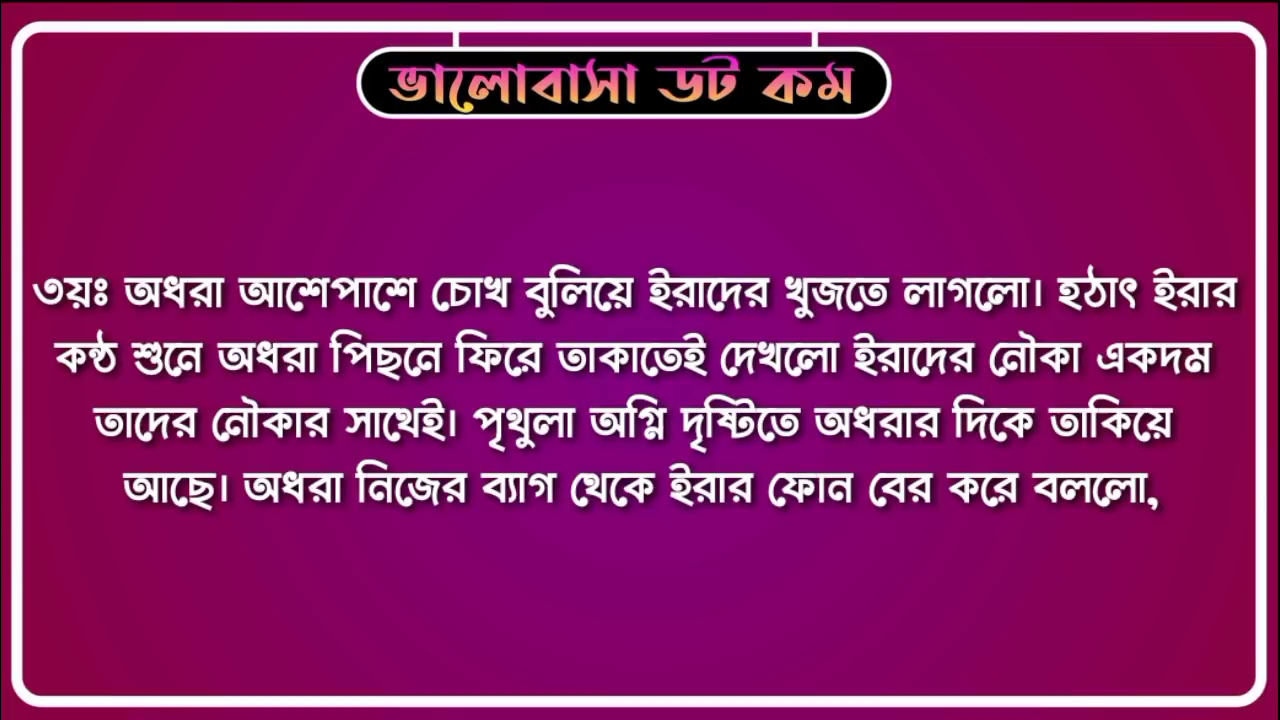 ভালোবাসা ডট কম
৩য়ঃ অধরা আশেপাশে চোখ বুলিয়ে ইরাদের খুজতে লাগলো। হঠাৎ ইরার
কন্ঠ শুনে অধরা পিছনে ফিরে তাকাতেই দেখলো ইরাদের নৌকা একদম
তাদের নৌকার সাথেই। পৃথুলা অগ্নি দৃষ্টিতে অধরার দিকে তাকিয়ে
আছে। অধরা নিজের ব্যাগ থেকে ইরার ফোন বের করে বললো,